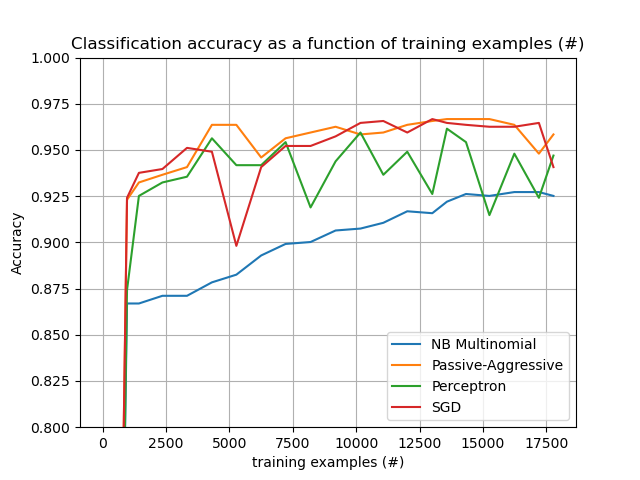 Classification accuracy as a function of training examples (#)
1.000
0.975
0.950
0.925
0.900
0.875
0.850
0.825
0.800
Accuracy
NB Multinomial
Passive-Aggressive
Perceptron
SGD
0 2500 5000 7500 10000 12500 15000 17500
training examples (#)